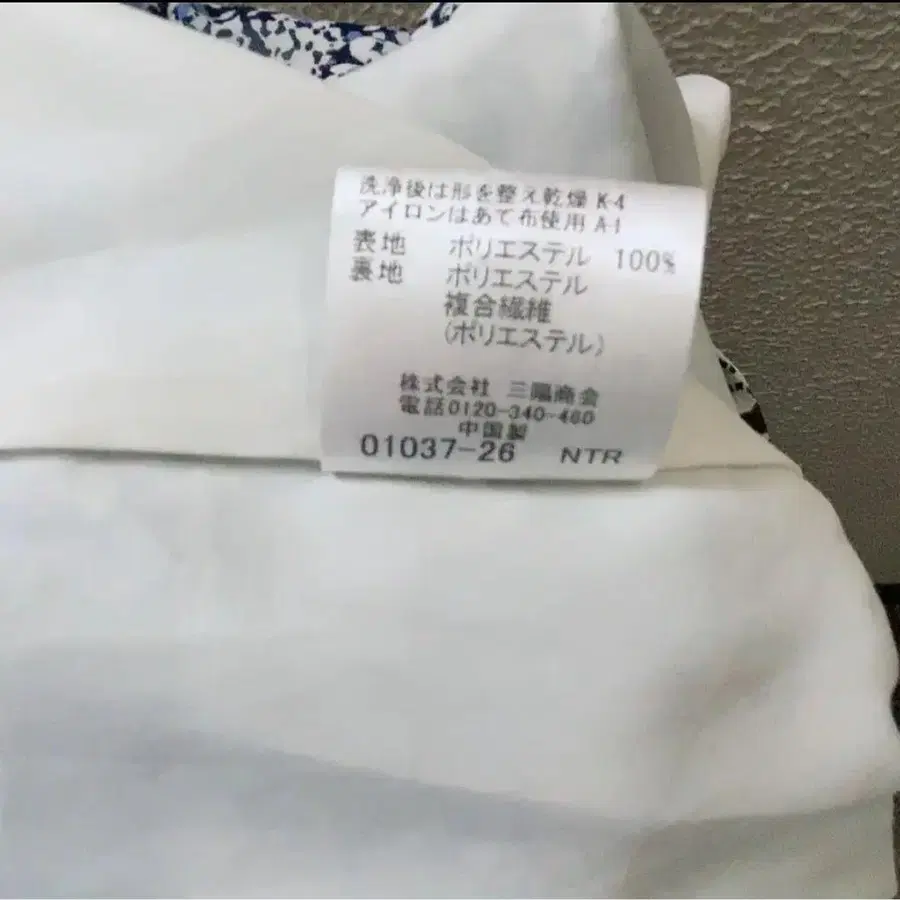 洗浄後は形を整え乾燥 K-4
アイロンはあて布使用 A-1
表地 ポリエステル 100%
裏地 ポリエステル
複合繊維
(ポリエステル)
株式会社 三陽商会
電話0120-340-460
中国製
01037-26 NTR